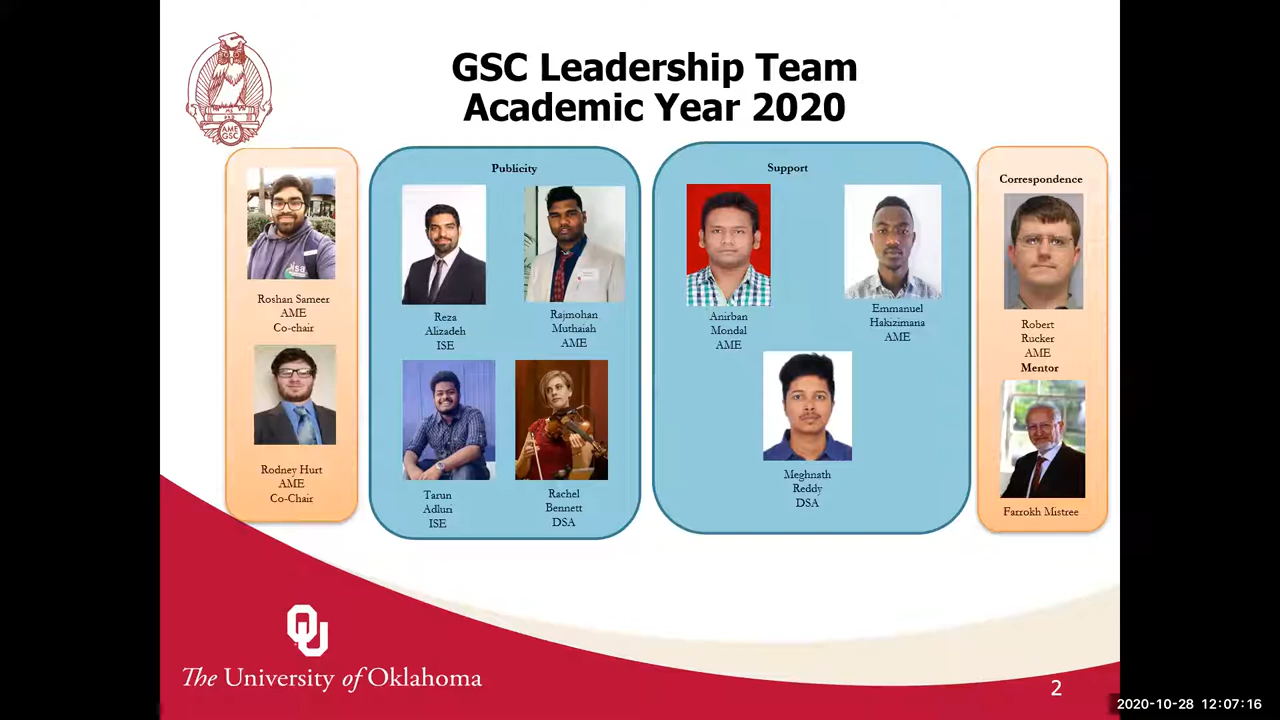 GSC Leadership Team
Academic Year 2020
AME
GSC
Roshan Sameer
AME
Co-chair
Rodney Hurt
AME
Co-Chair
Publicity
Reza
Alizadeh
ISE
Rajmohan
Muthaiah
AME
Tarun
Adluri
ISE
Rachel
Bennett
DSA
Support
Anirban
Mondal
AME
Emmanuel
Hakizimana
AME
Meghnath
Reddy
DSA
Correspondence
Robert
Rucker
AME
Mentor
Farrokh Mistree
OU
The University of Oklahoma
2
2020-10-28 12:07:16